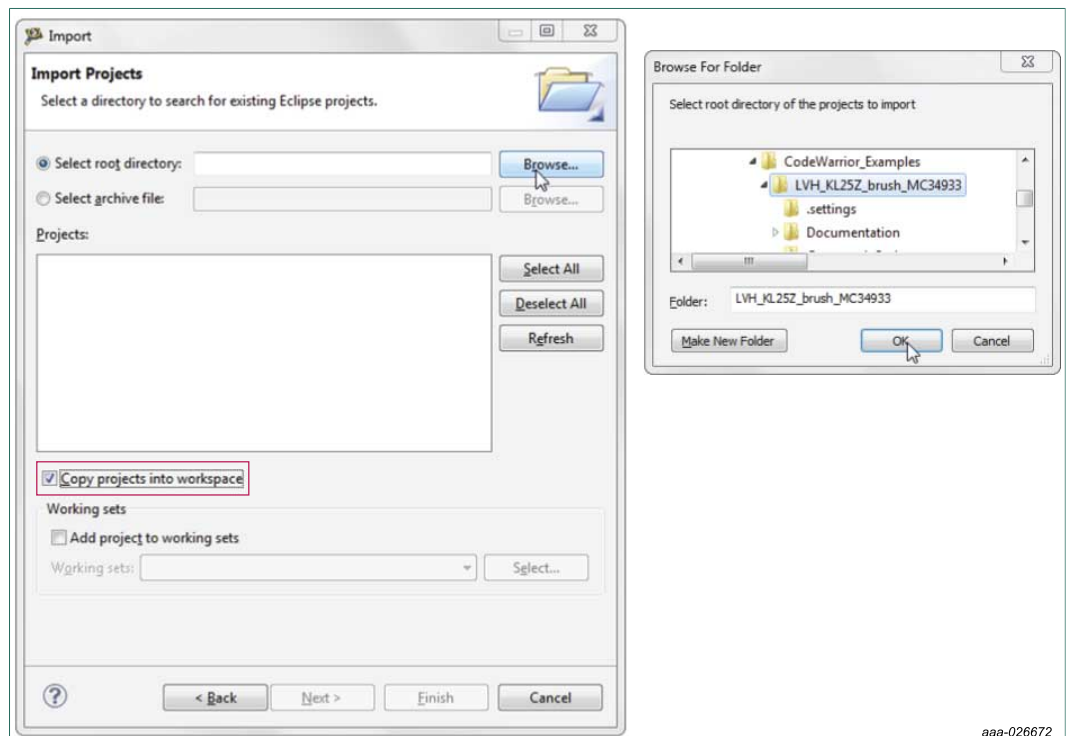 Import
Import Projects
Select a directory to search for existing Eclipse projects.
Select root directory:
Browse...
Select archive file:
Browse...
Projects:
Select All
Deselect All
Refresh
Copy projects into workspace
Working sets
Add project to working sets
Working sets:
Select...
< Back
Next >
Finish
Cancel
Browse For Folder
Select root directory of the projects to import
CodeWarrior_Examples
LVH_KL25Z_brush_MC34933
.settings
Documentation
Folder:
LVH_KL25Z_brush_MC34933
Make New Folder
OK
Cancel
aaa-026672